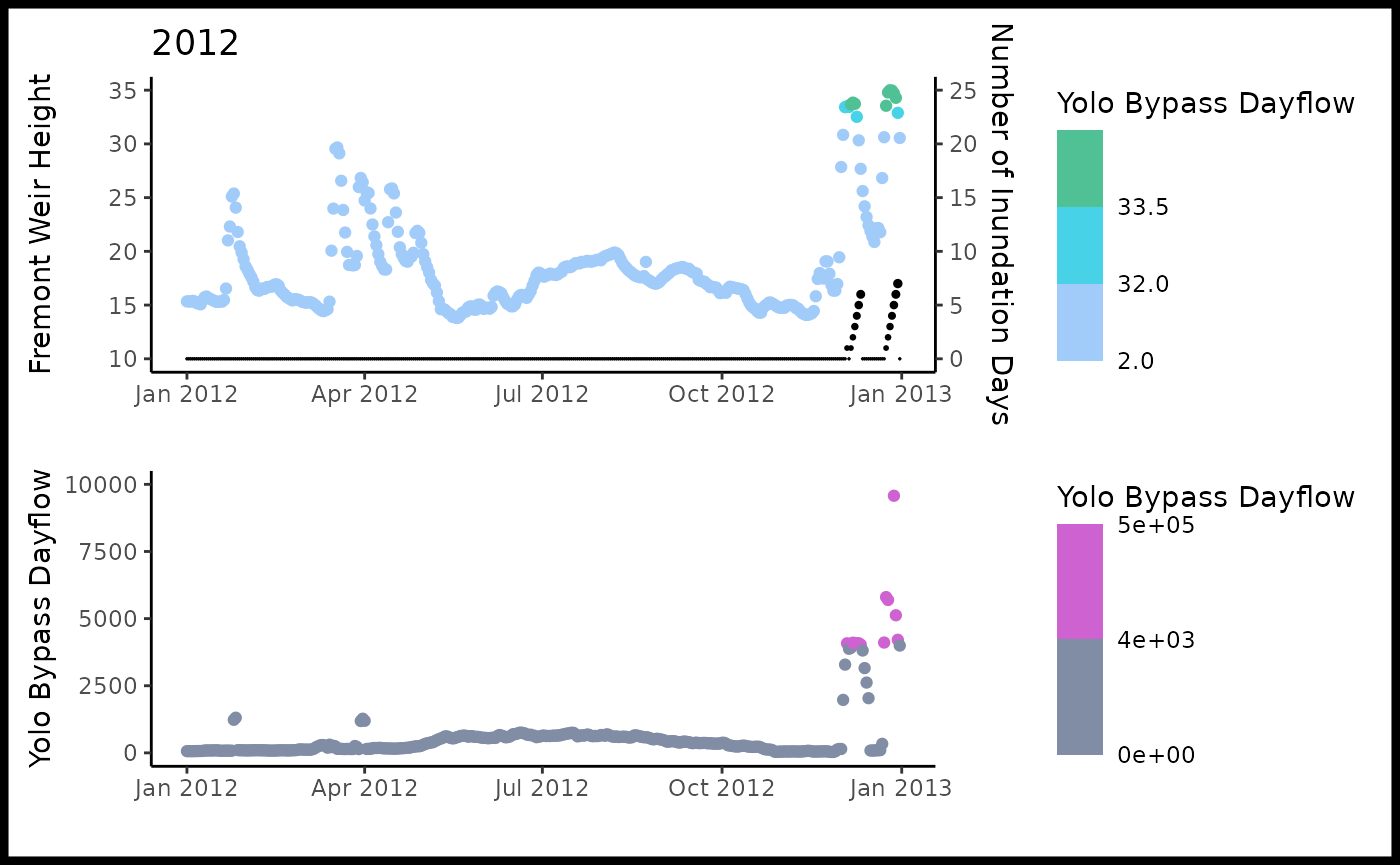 2012
Fremont Weir Height
35
30
25
20
15
10
25
20
15
10
5
0
Number of Inundation Days
Jan 2012
Apr 2012
Jul 2012
Oct 2012
Jan 2013
Yolo Bypass Dayflow
33.5
32.0
2.0
Yolo Bypass Dayflow
10000
7500
5000
2500
0
Jan 2012
Apr 2012
Jul 2012
Oct 2012
Jan 2013
Yolo Bypass Dayflow
5e+05
4e+03
0e+00